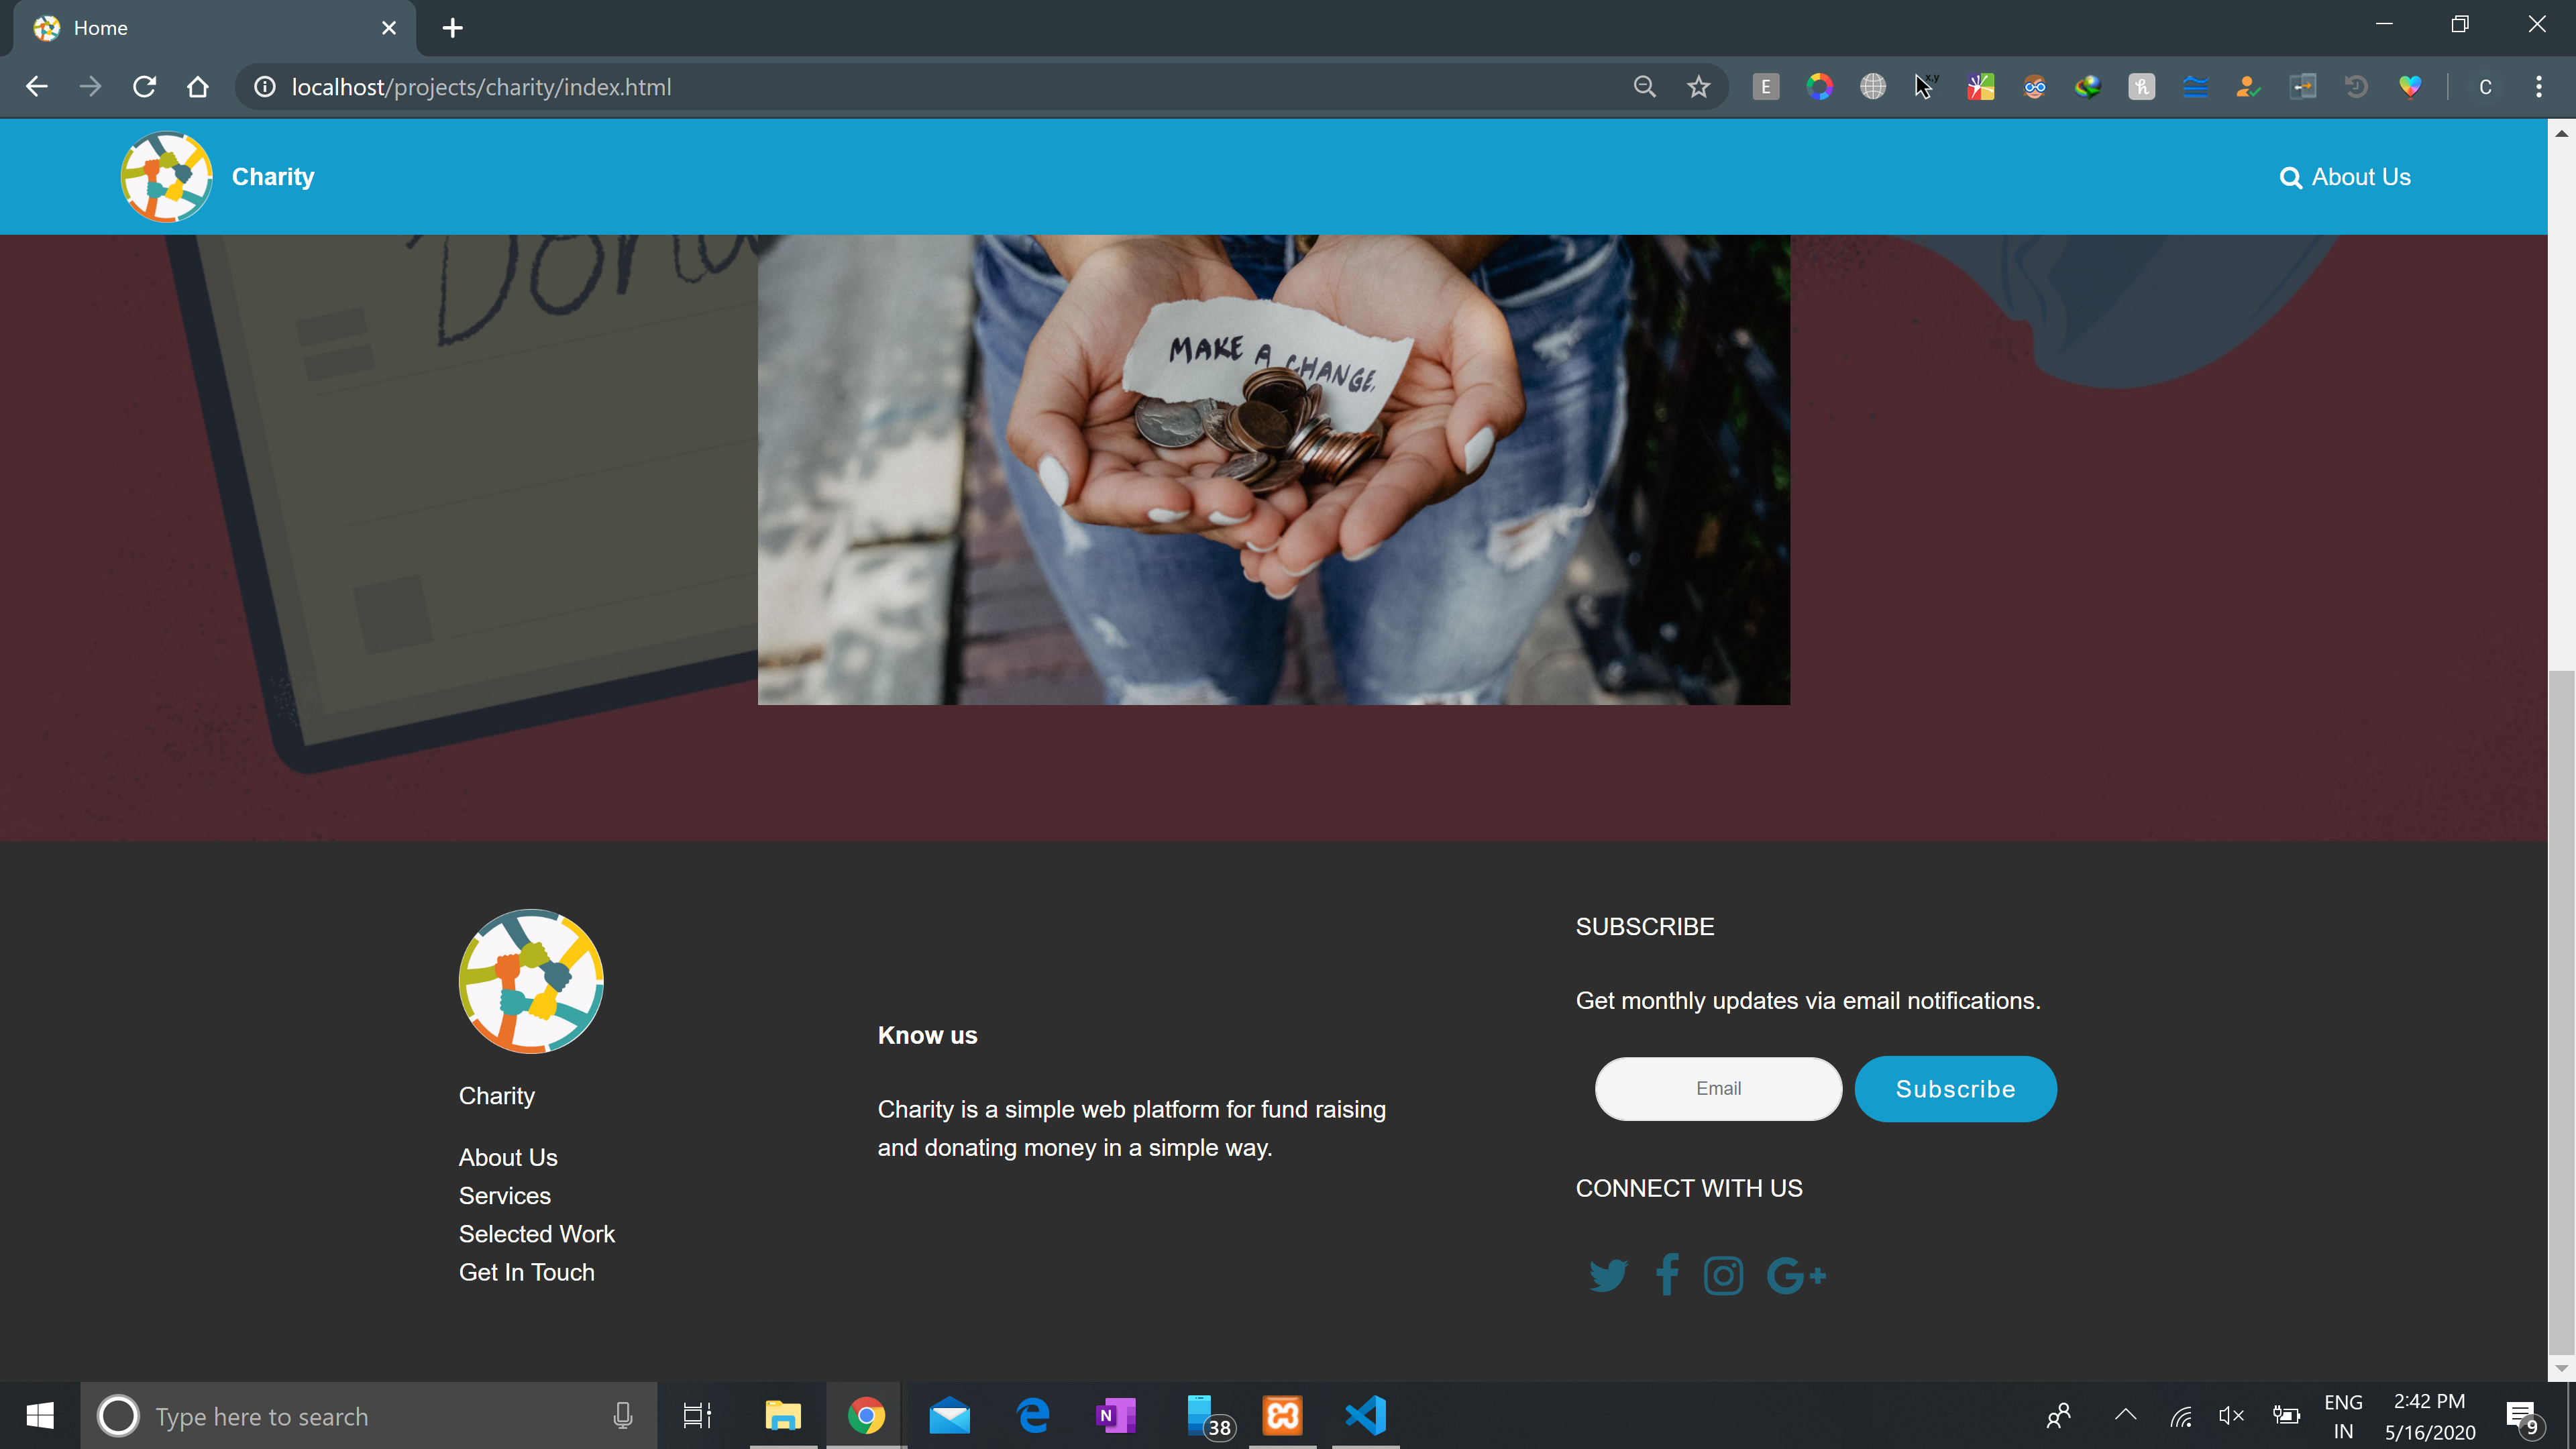 Home
localhost/projects/charity/index.html
E
x,y
C
Charity
About Us
MAKE A CHANGE.
Charity
About Us
Services
Selected Work
Get In Touch
Know us
Charity is a simple web platform for fund raising
and donating money in a simple way.
SUBSCRIBE
Get monthly updates via email notifications.
Email
Subscribe
CONNECT WITH US
Type here to search
N
38
ENG
IN
2:42 PM
5/16/2020
9